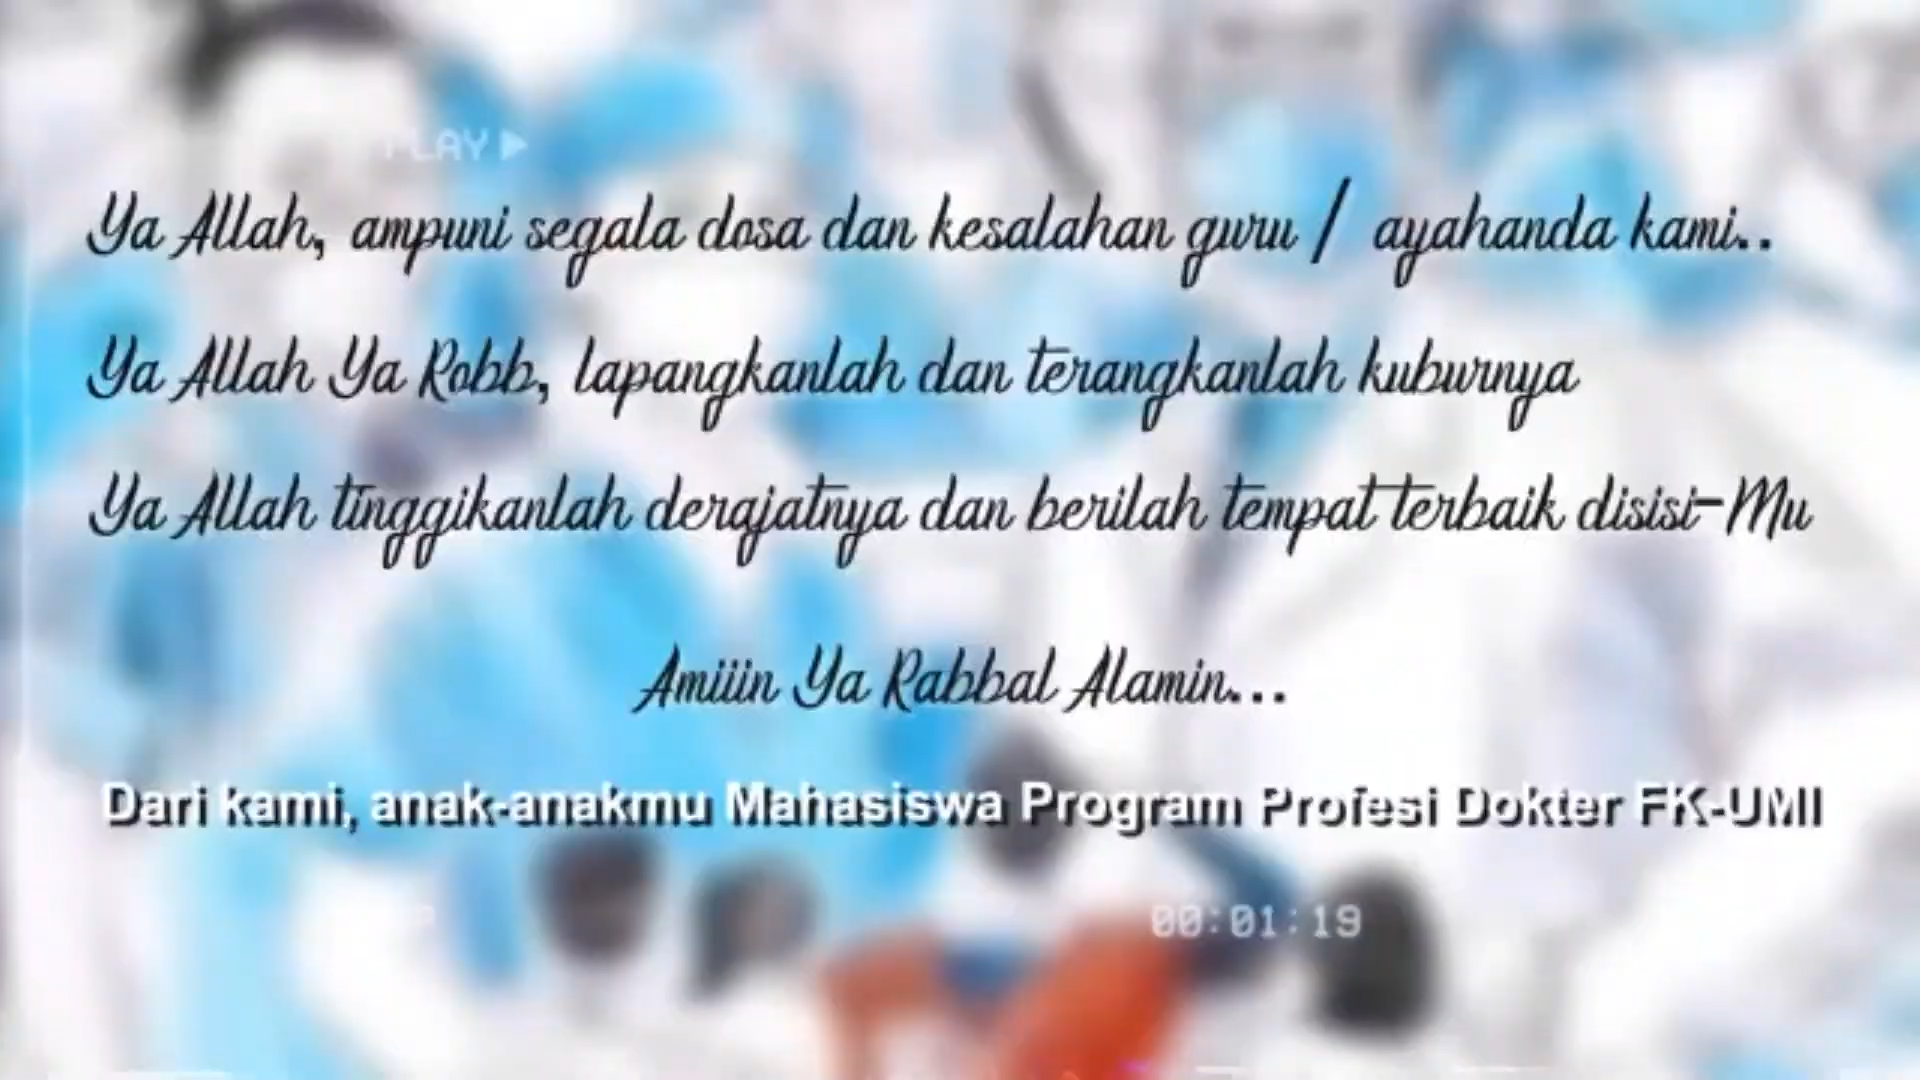 PLAY
Ya Allah, ampuni segala dosa dan kesalahan guru / ayahanda kami..
Ya Allah Ya Robb, lapangkanlah dan terangkanlah kuburnya
Ya Allah tinggikanlah derajatnya dan berilah tempat terbaik disisi-Mu
Amiiin Ya Rabbal Alamin...
Dari kami, anak-anakmu Mahasiswa Program Profesi Dokter FK-UMI
00:01:19